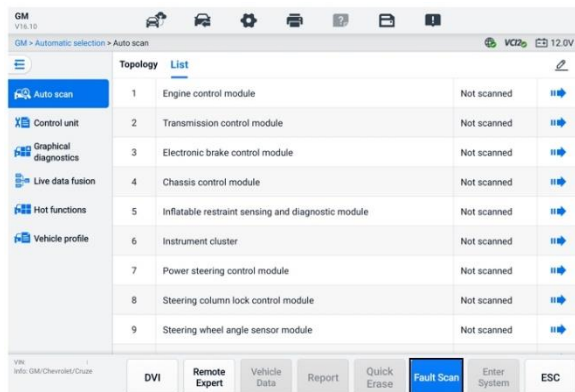 GM
V16.10
GM > Automatic selection > Auto scan
VCI2
12.0V
Topology List
Auto scan
Control unit
Graphical
diagnostics
Live data fusion
Hot functions
Vehicle profile
1 Engine control module Not scanned
2 Transmission control module Not scanned
3 Electronic brake control module Not scanned
4 Chassis control module Not scanned
5 Inflatable restraint sensing and diagnostic module Not scanned
6 Instrument cluster Not scanned
7 Power steering control module Not scanned
8 Steering column lock control module Not scanned
9 Steering wheel angle sensor module Not scanned
VIN:
Info: GM/Chevrolet/Cruze
DVI
Remote
Expert
Vehicle
Data
Report
Quick
Erase
Fault Scan
Enter
System
ESC